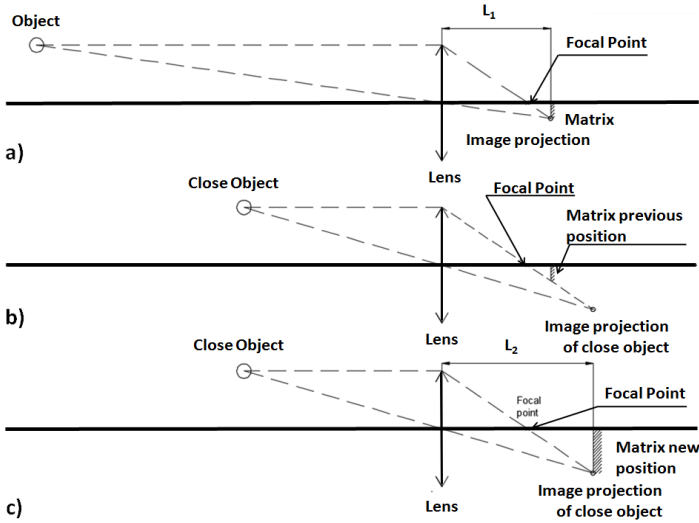 Object
L1
Focal Point
Matrix
Image projection
a)
Lens
Close Object
Focal Point
Matrix previous
position
b)
Lens
Image projection
of close object
Close Object
L2
Focal
point
Focal Point
Matrix new
position
Image projection
of close object
c)
Lens